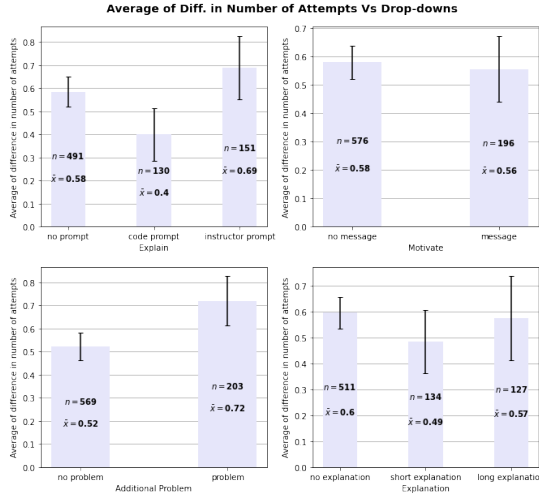 Average of Diff. in Number of Attempts Vs Drop-downs
Average of difference in number of attempts
0.8
0.7
0.6
0.5
0.4
0.3
0.2
0.1
0.0
n = 491
x̄ = 0.58
n = 130
x̄ = 0.4
n = 151
x̄ = 0.69
no prompt code prompt instructor prompt
Explain
Average of difference in number of attempts
0.7
0.6
0.5
0.4
0.3
0.2
0.1
0.0
n = 576
x̄ = 0.58
n = 196
x̄ = 0.56
no message message
Motivate
Average of difference in number of attempts
0.8
0.7
0.6
0.5
0.4
0.3
0.2
0.1
0.0
n = 569
x̄ = 0.52
n = 203
x̄ = 0.72
no problem problem
Additional Problem
Average of difference in number of attempts
0.7
0.6
0.5
0.4
0.3
0.2
0.1
0.0
n = 511
x̄ = 0.6
n = 134
x̄ = 0.49
n = 127
x̄ = 0.57
no explanation short explanation long explanation
Explanation